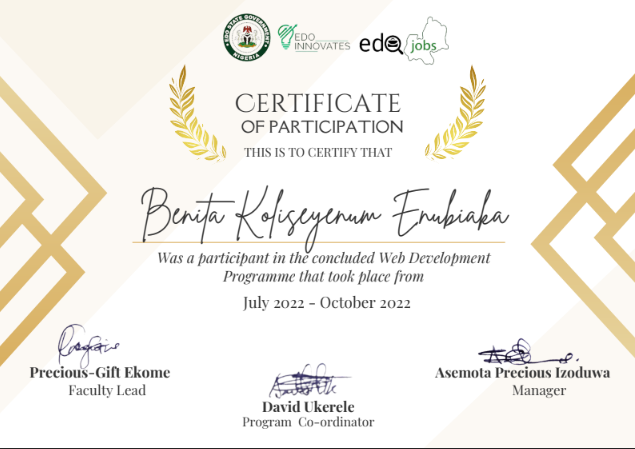 EDO STATE GOVERNMENT
NIGERIA
EDO
INNOVATES
edo jobs
CERTIFICATE
OF PARTICIPATION
THIS IS TO CERTIFY THAT
Benita Koliseyenum Enubiaka
Was a participant in the concluded Web Development
Programme that took place from
July 2022 - October 2022
Precious-Gift Ekome
Faculty Lead
David Ukerele
Program Co-ordinator
Asemota Precious Izoduwa
Manager